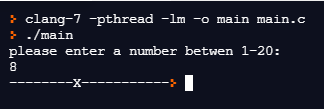 > clang-7 -pthread -lm -o main main.c
> ./main
please enter a number betwen 1-20:
8
--------X----------->